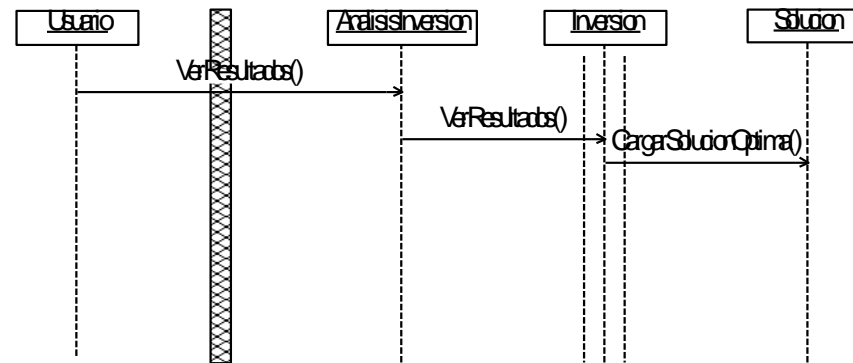 Usuario AnalisisInversion Inversion Solucion
VerResultados()
VerResultados()
CargarSolucionOptima()